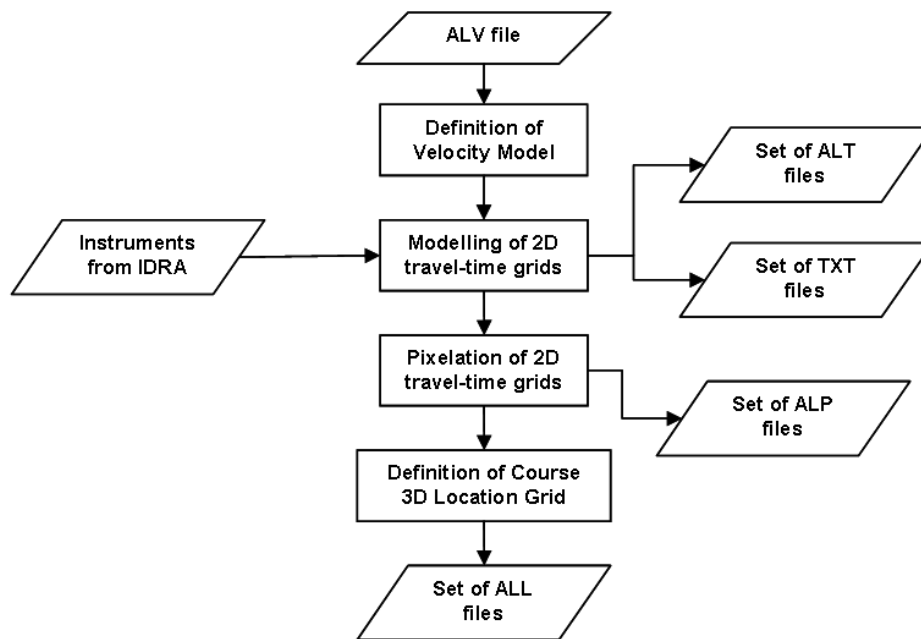 ALV file
Definition of
Velocity Model
Set of ALT
files
Instruments
from IDRA
Modelling of 2D
travel-time grids
Set of TXT
files
Pixelation of 2D
travel-time grids
Set of ALP
files
Definition of Course
3D Location Grid
Set of ALL
files